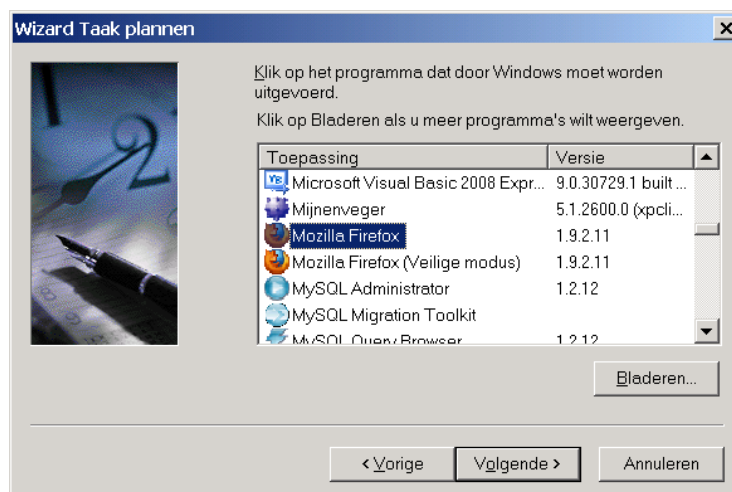 Wizard Taak plannen
Klik op het programma dat door Windows moet worden
uitgevoerd.
Klik op Bladeren als u meer programma's wilt weergeven.
Toepassing Versie
Microsoft Visual Basic 2008 Expr... 9.0.30729.1 built ...
Mijnenveger 5.1.2600.0 (xpcli...
Mozilla Firefox 1.9.2.11
Mozilla Firefox (Veilige modus) 1.9.2.11
MySQL Administrator 1.2.12
MySQL Migration Toolkit
MySQL Query Browser 1.2.12
Bladeren...
< Vorige Volgende > Annuleren